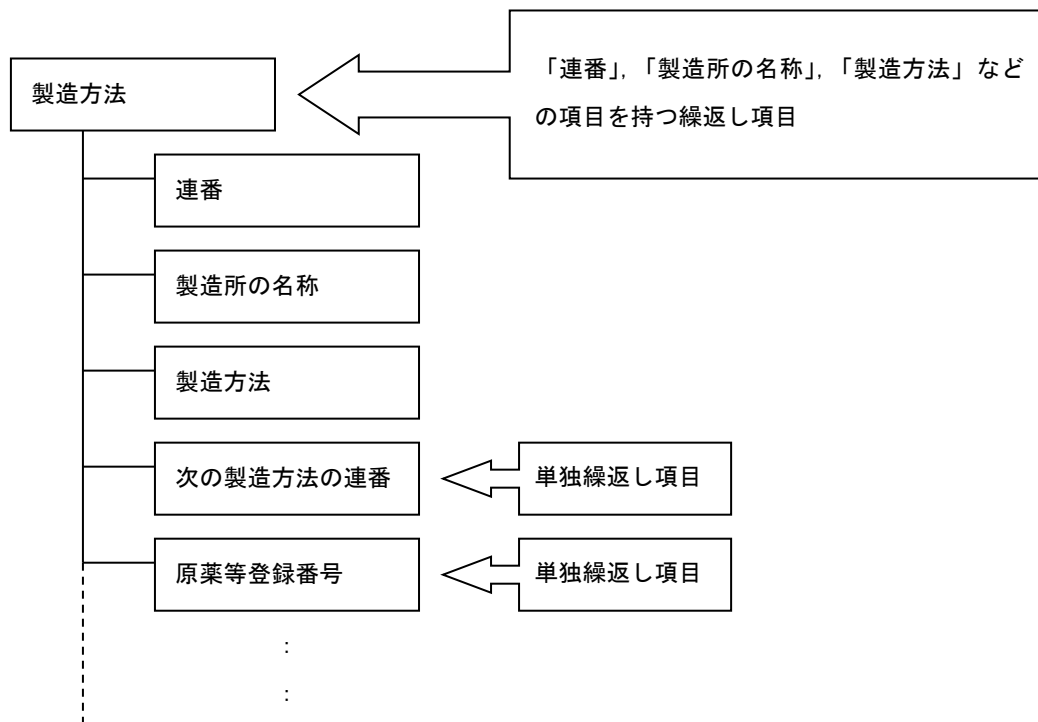 製造方法
「連番」，「製造所の名称」，「製造方法」など
の項目を持つ繰返し項目
連番
製造所の名称
製造方法
次の製造方法の連番
単独繰返し項目
原薬等登録番号
単独繰返し項目
：
：